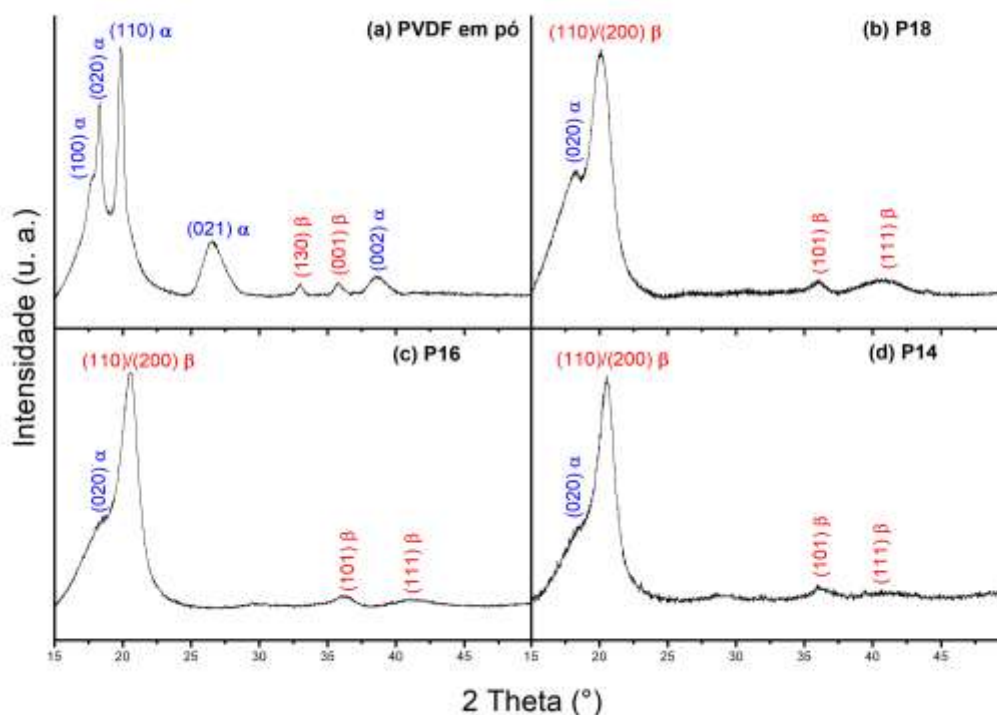 (a) PVDF em pó
(100) α
(020) α
(110) α
(021) α
(130) β
(001) β
(002) α
(b) P18
(110)/(200) β
(020) α
(101) β
(111) β
(c) P16
(110)/(200) β
(020) α
(101) β
(111) β
(d) P14
(110)/(200) β
(020) α
(101) β
(111) β
Intensidade (u. a.)
15 20 25 30 35 40 45
15 20 25 30 35 40 45
2 Theta (°)